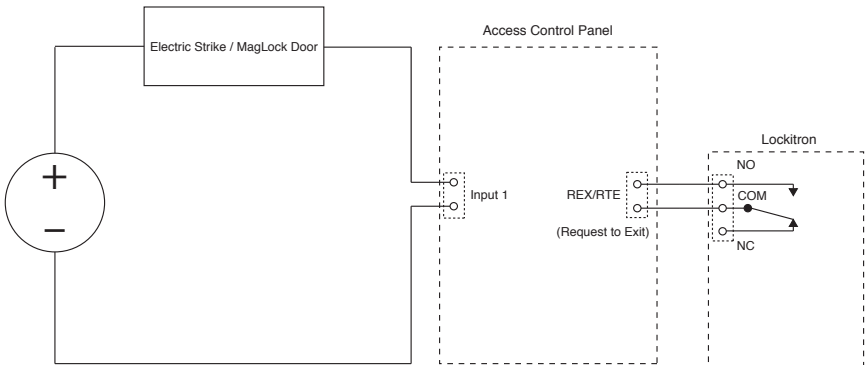 Access Control Panel
Electric Strike / MagLock Door
Lockitron
NO
+
Input 1
REX/RTE
COM
−
(Request to Exit)
NC